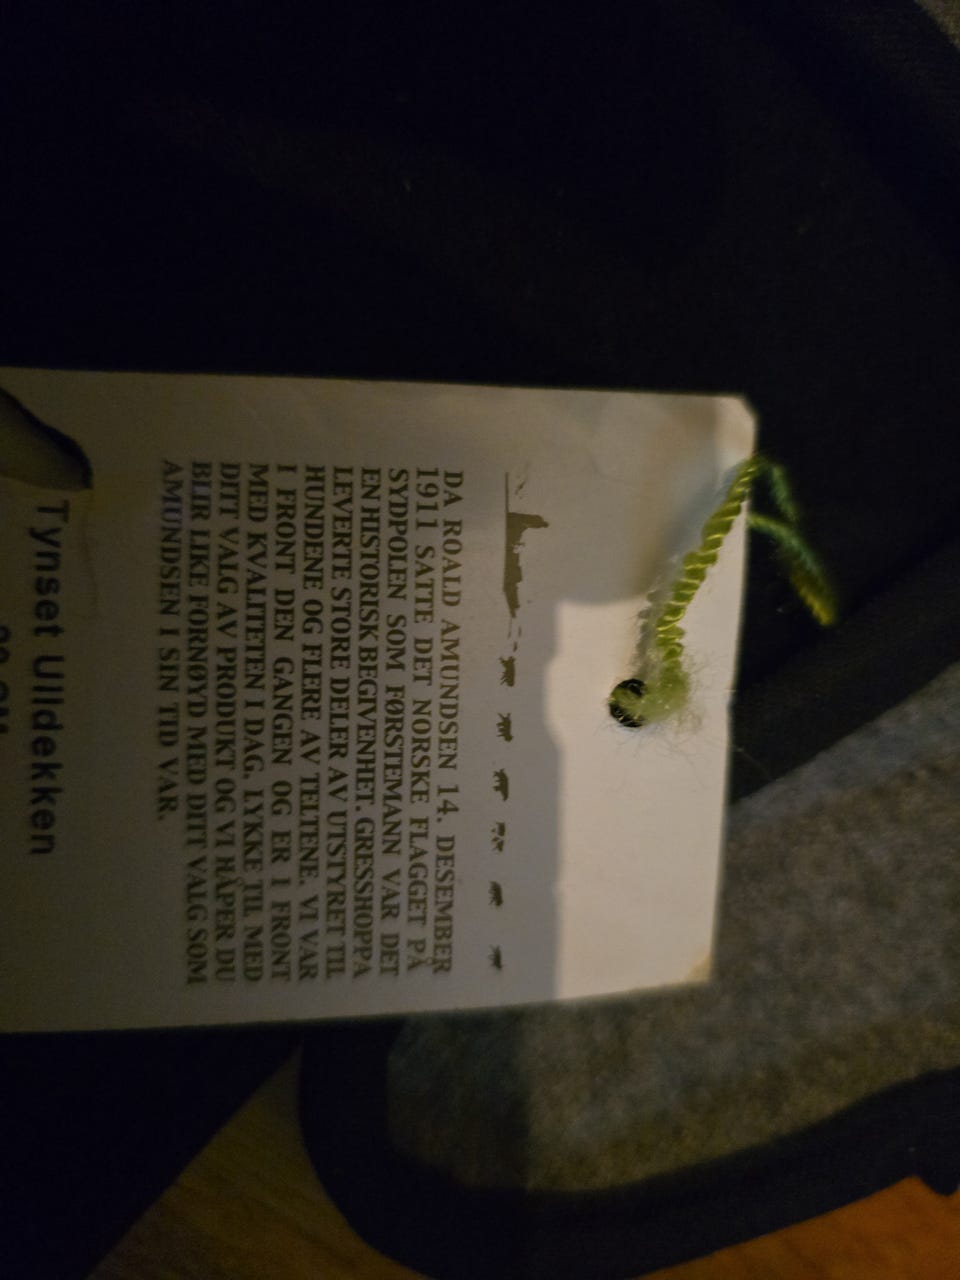 DA ROALD AMUNDSEN 14. DESEMBER
1911 SATTE DET NORSKE FLAGGET PÅ
SYDPOLEN SOM FØRSTEMANN VAR DET
EN HISTORISK BEGIVENHET. GRESSHOPPA
LEVERTE STORE DELER AV UTSTYRET TIL
HUNDENE OG FLERE AV TELTENE. VI VAR
I FRONT DEN GANGEN OG ER I FRONT
MED KVALITETEN I DAG. LYKKE TIL MED
DITT VALG AV PRODUKT OG VI HÅPER DU
BLIR LIKE FORNØYD MED DITT VALG SOM
AMUNDSEN I SIN TID VAR.
Tynset Ulldekken